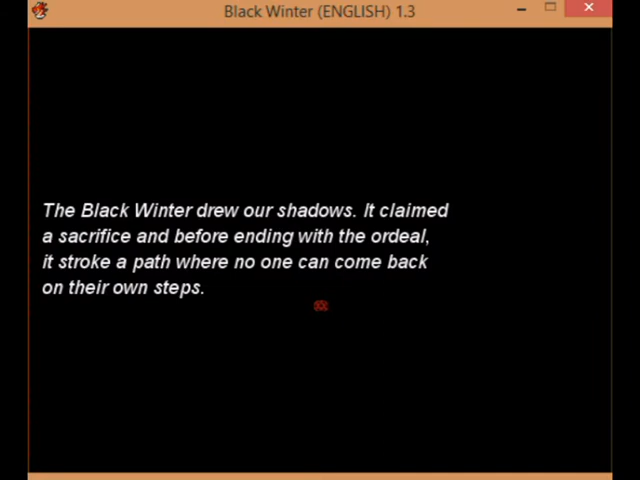 Black Winter (ENGLISH) 1.3
The Black Winter drew our shadows. It claimed
a sacrifice and before ending with the ordeal,
it stroke a path where no one can come back
on their own steps.